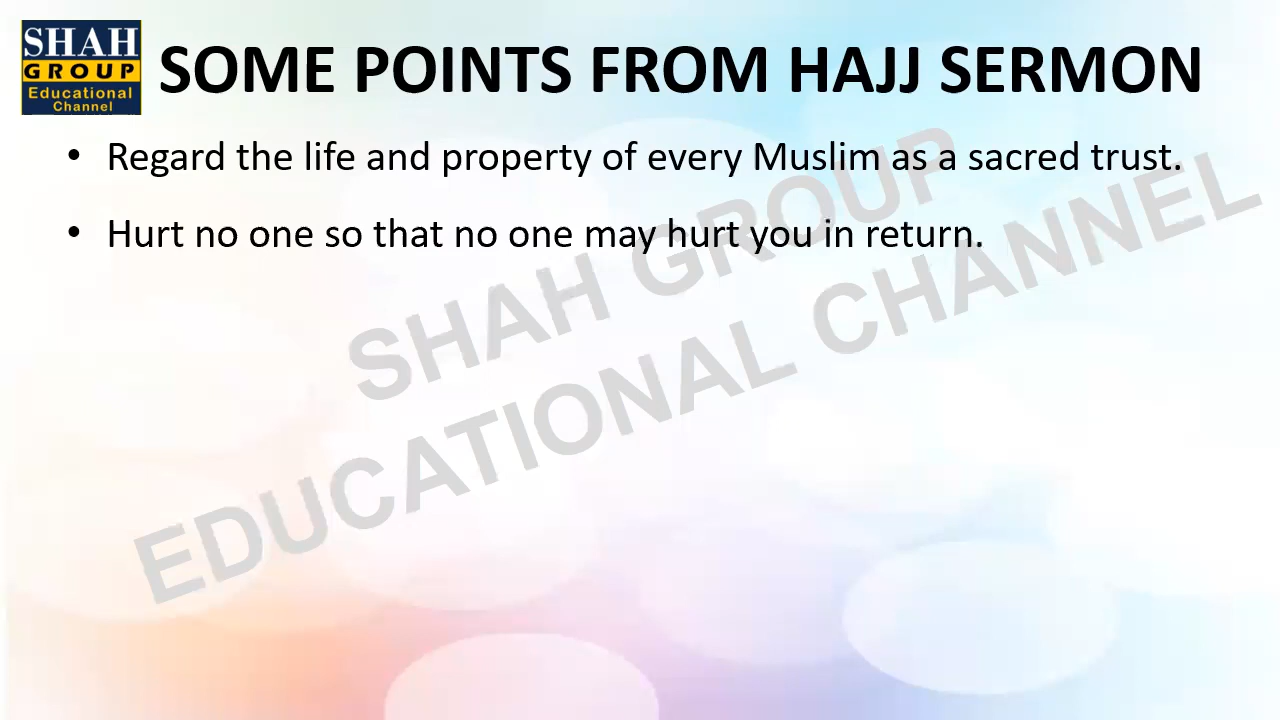 SHAH
GROUP
Educational
Channel
SOME POINTS FROM HAJJ SERMON
• Regard the life and property of every Muslim as a sacred trust.
• Hurt no one so that no one may hurt you in return.
SHAH GROUP
EDUCATIONAL CHANNEL